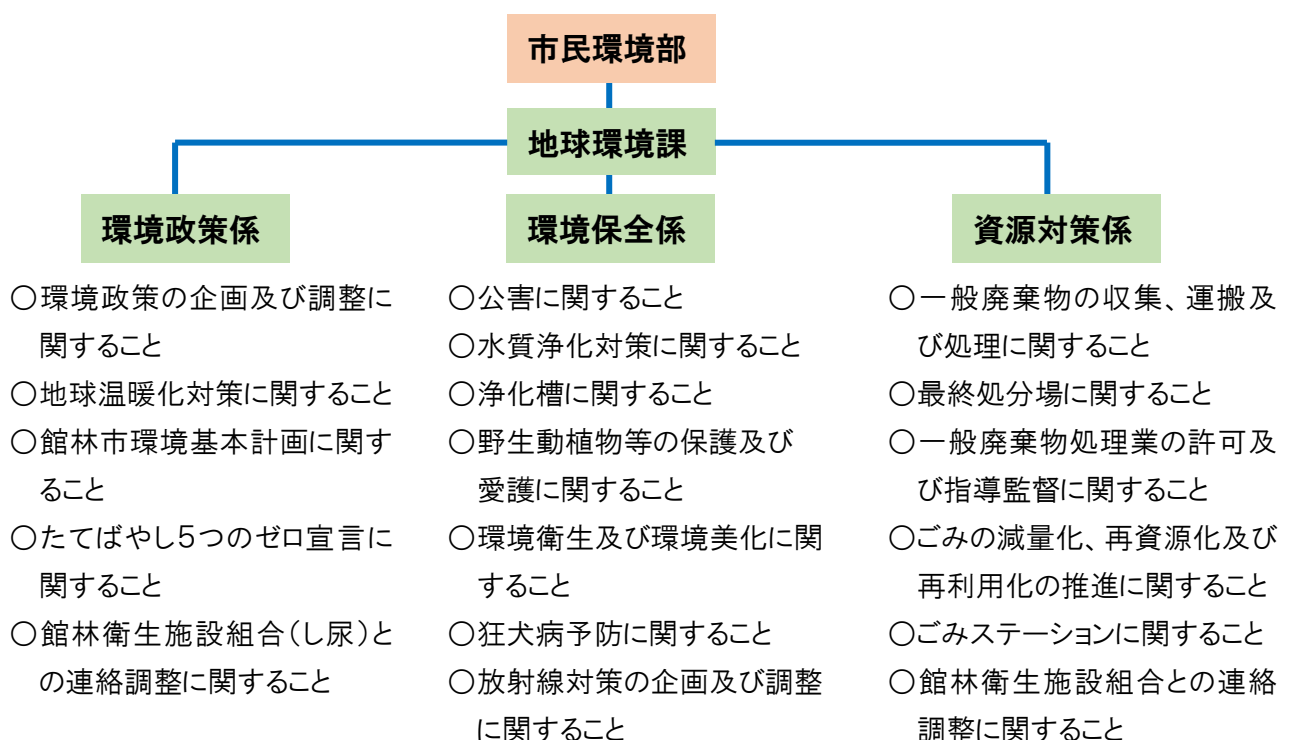 市民環境部
地球環境課
環境政策係
○環境政策の企画及び調整に
関すること
○地球温暖化対策に関すること
○館林市環境基本計画に関す
ること
○たてばやし5つのゼロ宣言に
関すること
○館林衛生施設組合(し尿)と
の連絡調整に関すること
環境保全係
○公害に関すること
○水質浄化対策に関すること
○浄化槽に関すること
○野生動植物等の保護及び
愛護に関すること
○環境衛生及び環境美化に関
すること
○狂犬病予防に関すること
○放射線対策の企画及び調整
に関すること
資源対策係
○一般廃棄物の収集、運搬及
び処理に関すること
○最終処分場に関すること
○一般廃棄物処理業の許可及
び指導監督に関すること
○ごみの減量化、再資源化及び
再利用化の推進に関すること
○ごみステーションに関すること
○館林衛生施設組合との連絡
調整に関すること